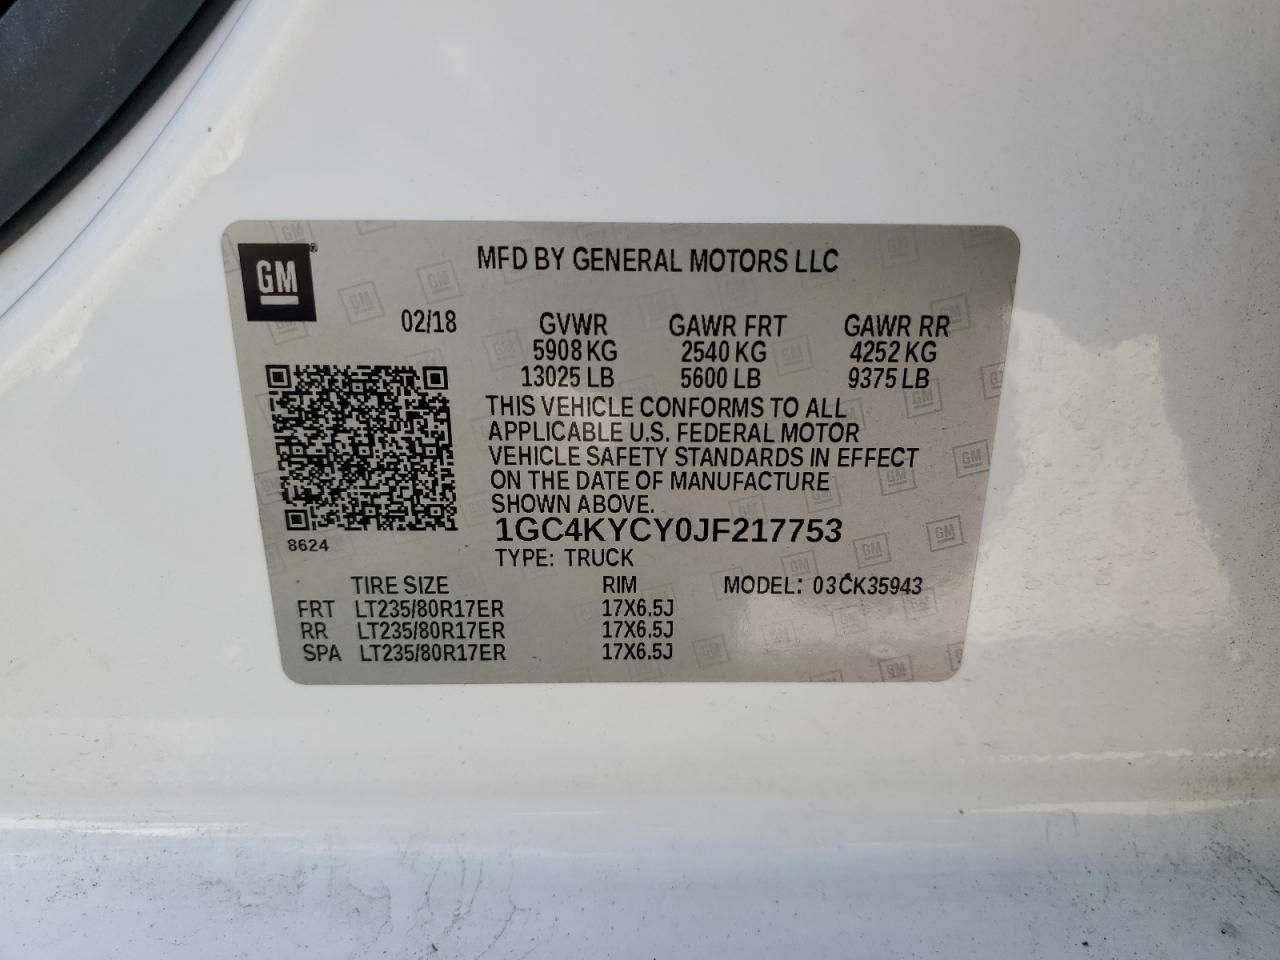 GM®
MFD BY GENERAL MOTORS LLC
02/18 GVWR GAWR FRT GAWR RR
5908 KG 2540 KG 4252 KG
13025 LB 5600 LB 9375 LB
THIS VEHICLE CONFORMS TO ALL
APPLICABLE U.S. FEDERAL MOTOR
VEHICLE SAFETY STANDARDS IN EFFECT
ON THE DATE OF MANUFACTURE
SHOWN ABOVE.
1GC4KYCY0JF217753
8624
TYPE: TRUCK
TIRE SIZE RIM MODEL: 03CK35943
FRT LT235/80R17ER 17X6.5J
RR LT235/80R17ER 17X6.5J
SPA LT235/80R17ER 17X6.5J